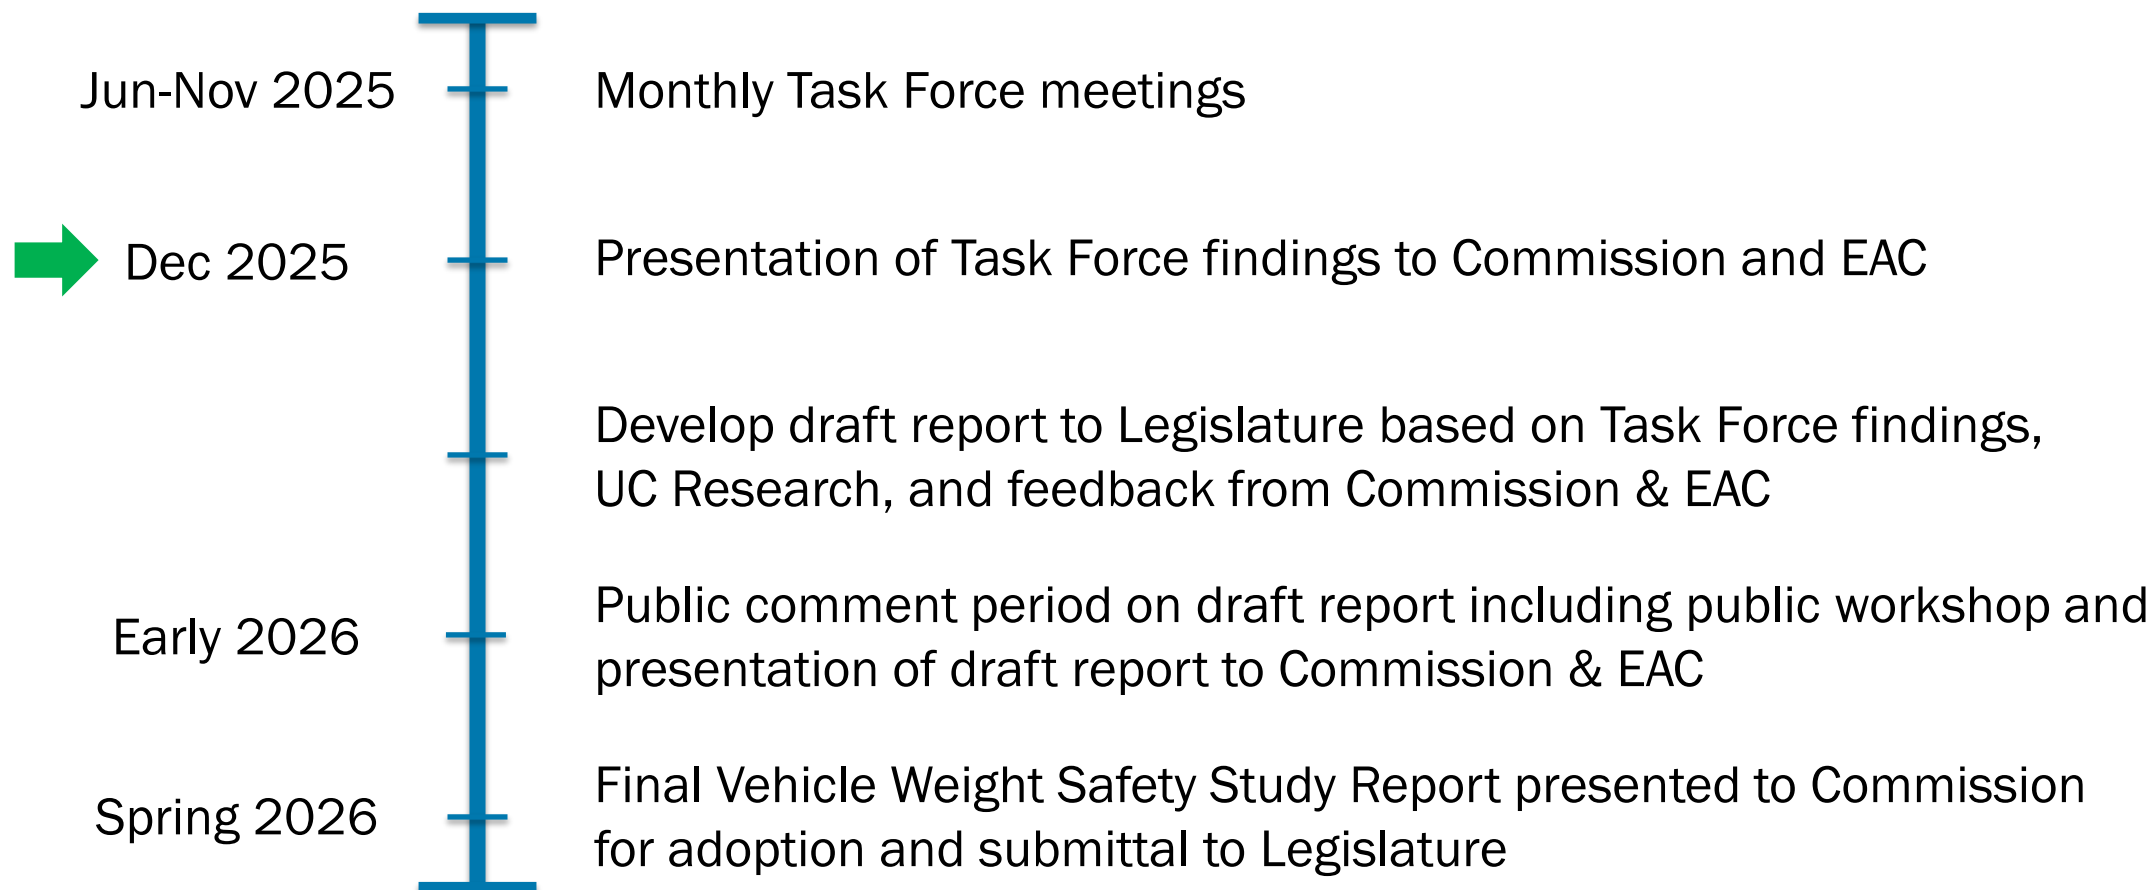 Jun-Nov 2025
Monthly Task Force meetings
Dec 2025
Presentation of Task Force findings to Commission and EAC
Develop draft report to Legislature based on Task Force findings,
UC Research, and feedback from Commission & EAC
Early 2026
Public comment period on draft report including public workshop and
presentation of draft report to Commission & EAC
Spring 2026
Final Vehicle Weight Safety Study Report presented to Commission
for adoption and submittal to Legislature